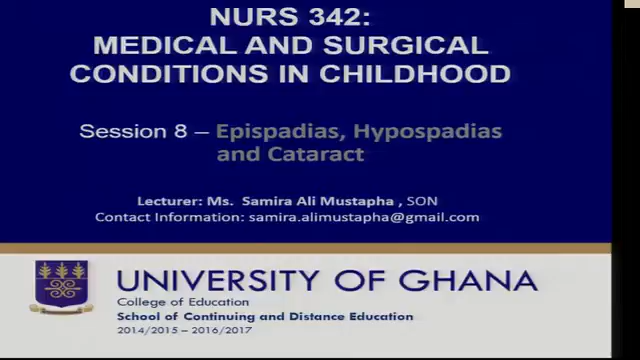 NURS 342:
MEDICAL AND SURGICAL
CONDITIONS IN CHILDHOOD
Session 8 – Epispadias, Hypospadias
and Cataract
Lecturer: Ms. Samira Ali Mustapha , SON
Contact Information: samira.alimustapha@gmail.com
UNIVERSITY OF GHANA
College of Education
School of Continuing and Distance Education
2014/2015 – 2016/2017